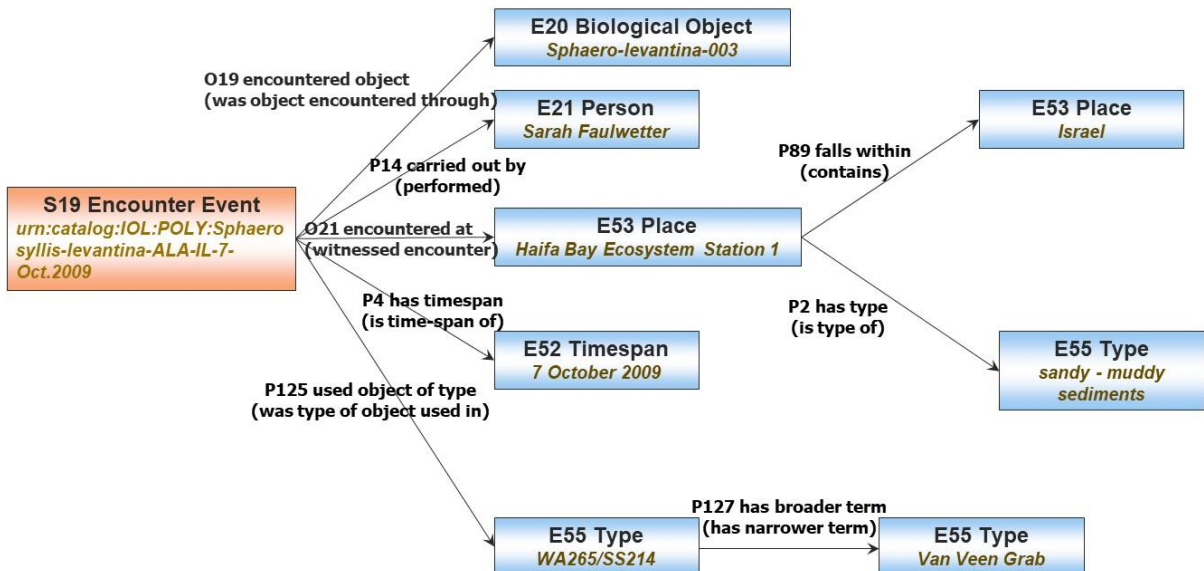 E20 Biological Object
Sphaero-levantina-003
O19 encountered object
(was object encountered through)
E21 Person
Sarah Faulwetter
E53 Place
Israel
P14 carried out by
(performed)
P89 falls within
(contains)
S19 Encounter Event
urn:catalog:IOL:POLY:Sphaero
syllis-levantina-ALA-IL-7-
Oct.2009
O21 encountered at
(witnessed encounter)
E53 Place
Haifa Bay Ecosystem Station 1
P4 has timespan
(is time-span of)
P2 has type
(is type of)
E52 Timespan
7 October 2009
E55 Type
sandy - muddy
sediments
P125 used object of type
(was type of object used in)
P127 has broader term
(has narrower term)
E55 Type
WA265/SS214
E55 Type
Van Veen Grab